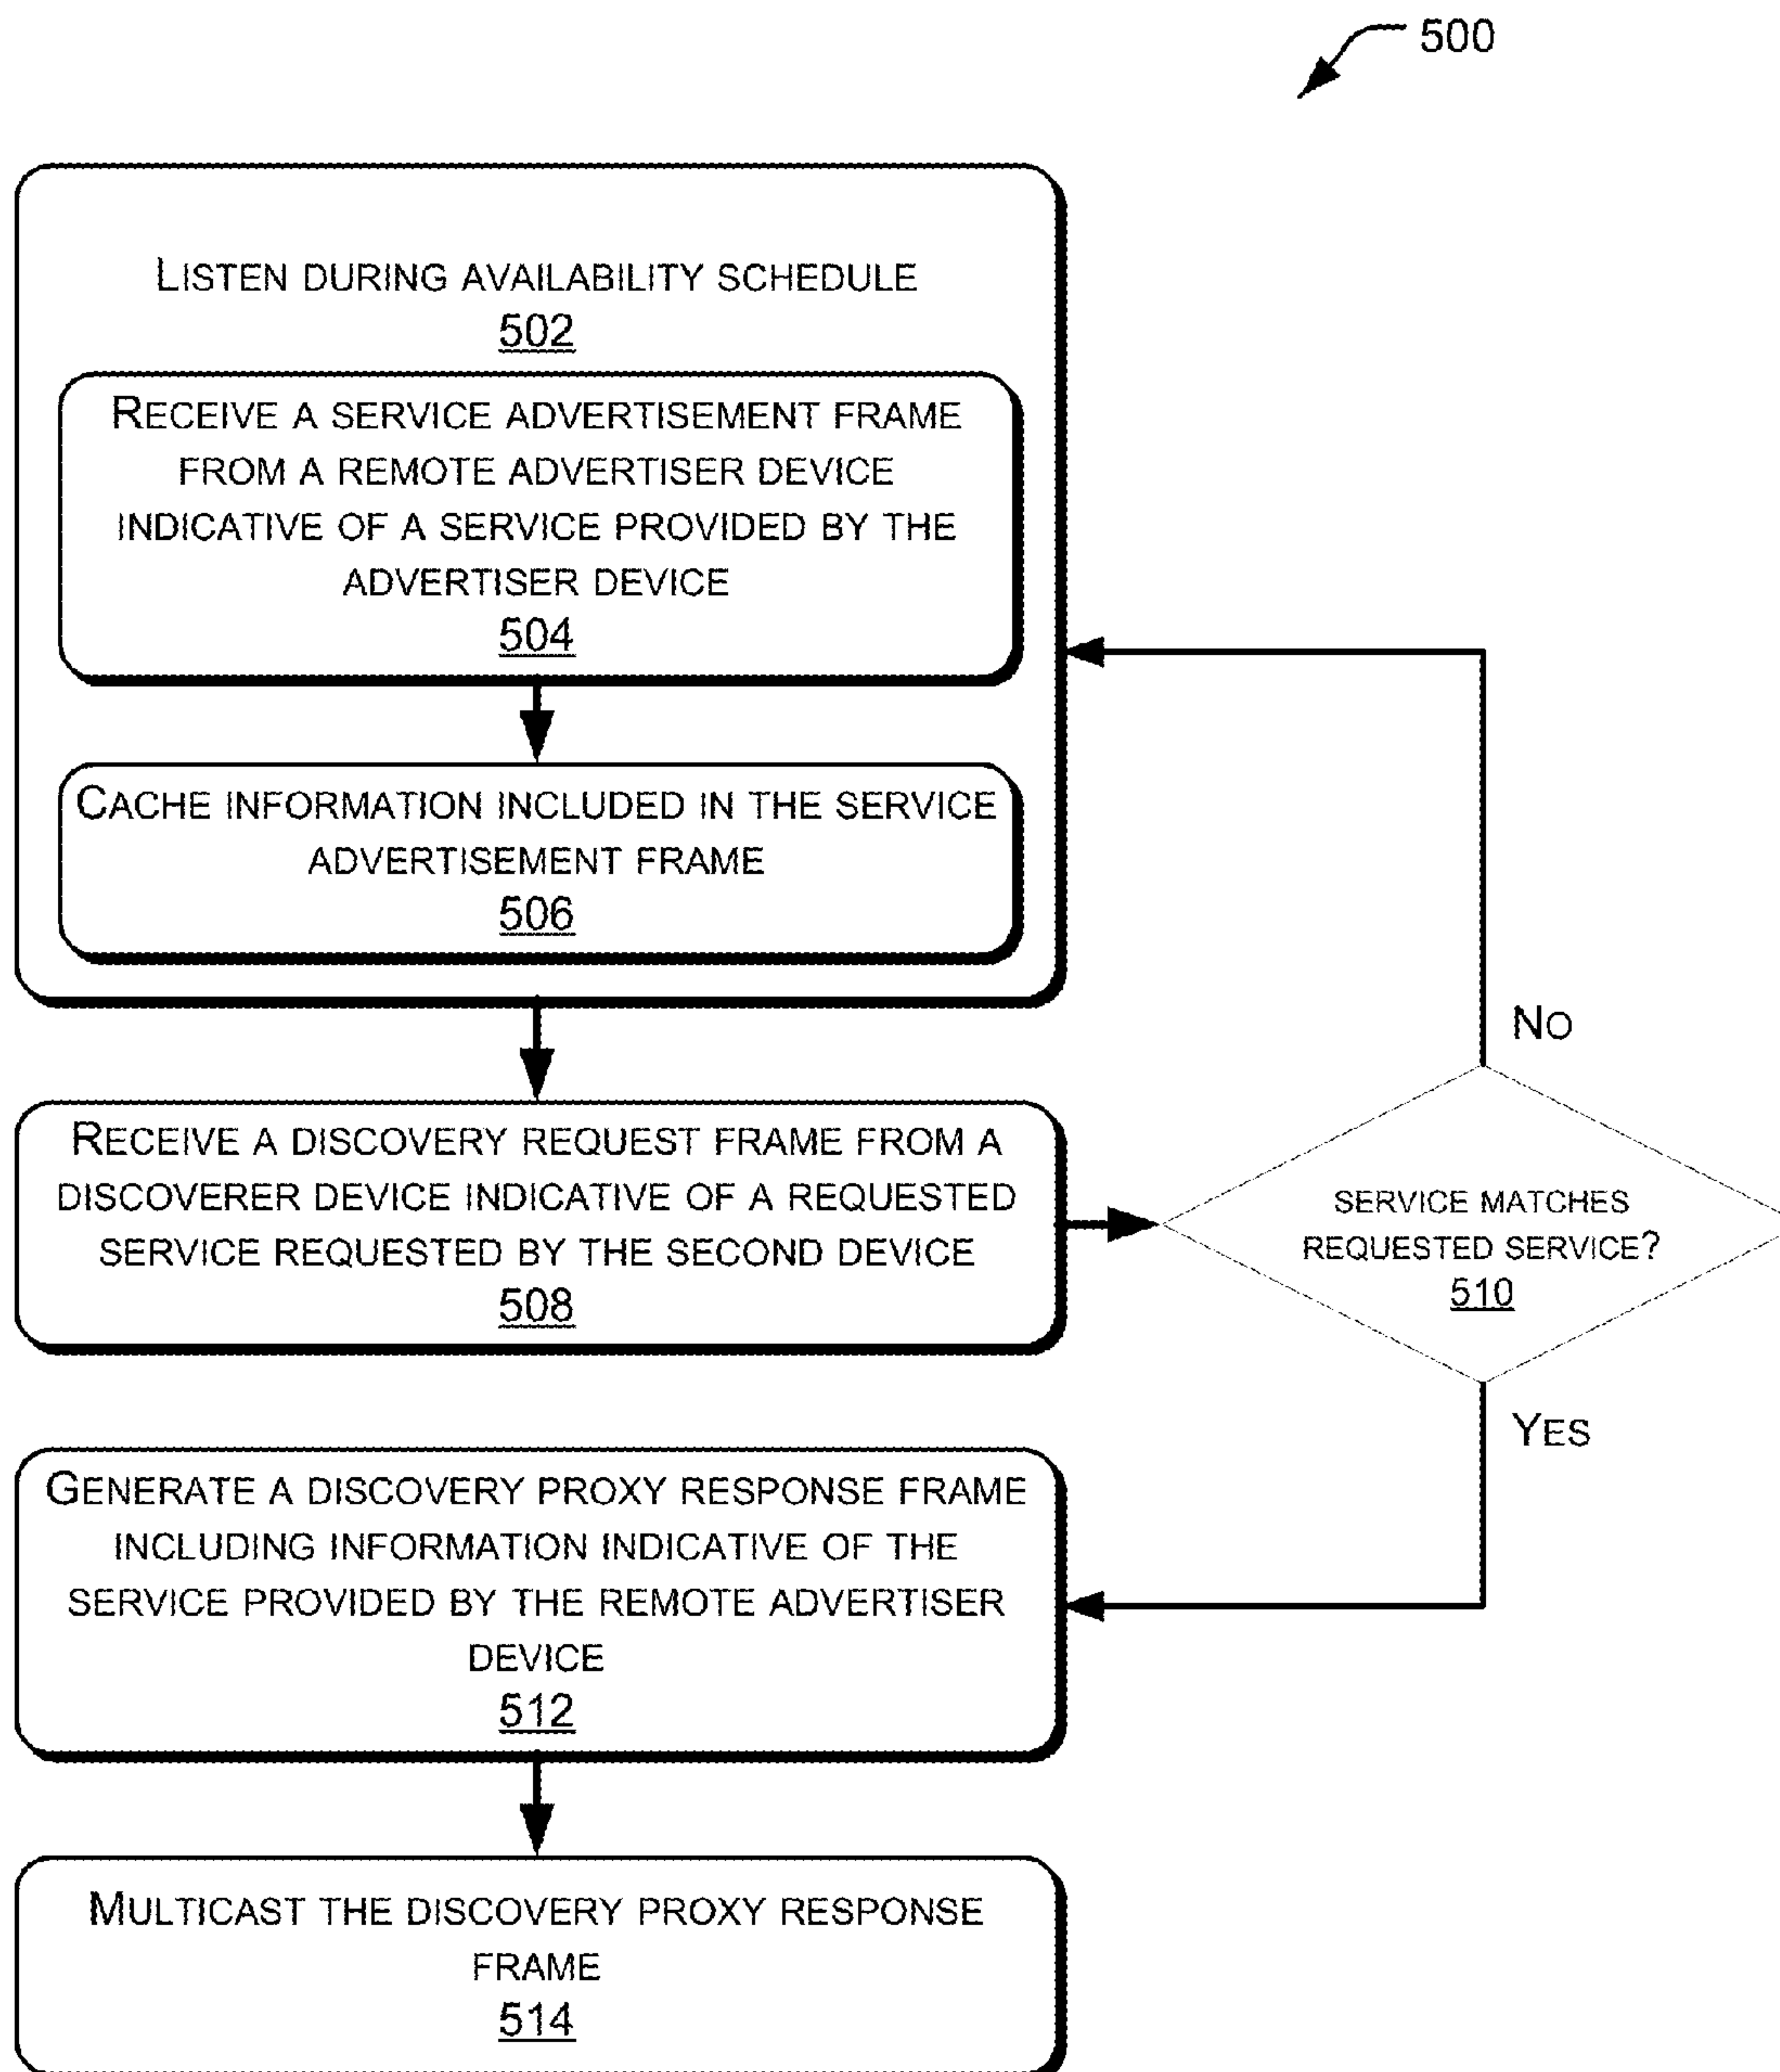 500
LISTEN DURING AVAILABILITY SCHEDULE
502
RECEIVE A SERVICE ADVERTISEMENT FRAME
FROM A REMOTE ADVERTISER DEVICE
INDICATIVE OF A SERVICE PROVIDED BY THE
ADVERTISER DEVICE
504
CACHE INFORMATION INCLUDED IN THE SERVICE
ADVERTISEMENT FRAME
506
RECEIVE A DISCOVERY REQUEST FRAME FROM A
DISCOVERER DEVICE INDICATIVE OF A REQUESTED
SERVICE REQUESTED BY THE SECOND DEVICE
508
NO
SERVICE MATCHES
REQUESTED SERVICE?
510
YES
GENERATE A DISCOVERY PROXY RESPONSE FRAME
INCLUDING INFORMATION INDICATIVE OF THE
SERVICE PROVIDED BY THE REMOTE ADVERTISER
DEVICE
512
MULTICAST THE DISCOVERY PROXY RESPONSE
FRAME
514